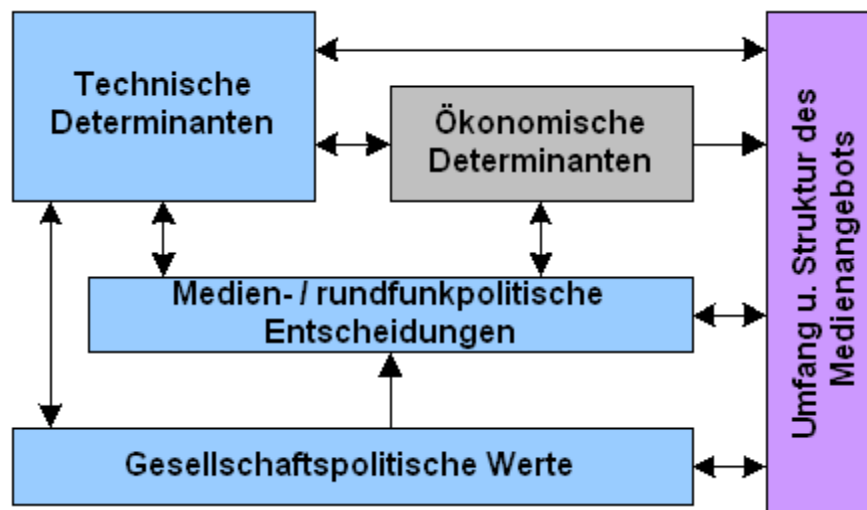 Technische
Determinanten
Ökonomische
Determinanten
Medien- / rundfunkpolitische
Entscheidungen
Gesellschaftspolitische Werte
Umfang u. Struktur des
Medienangebots